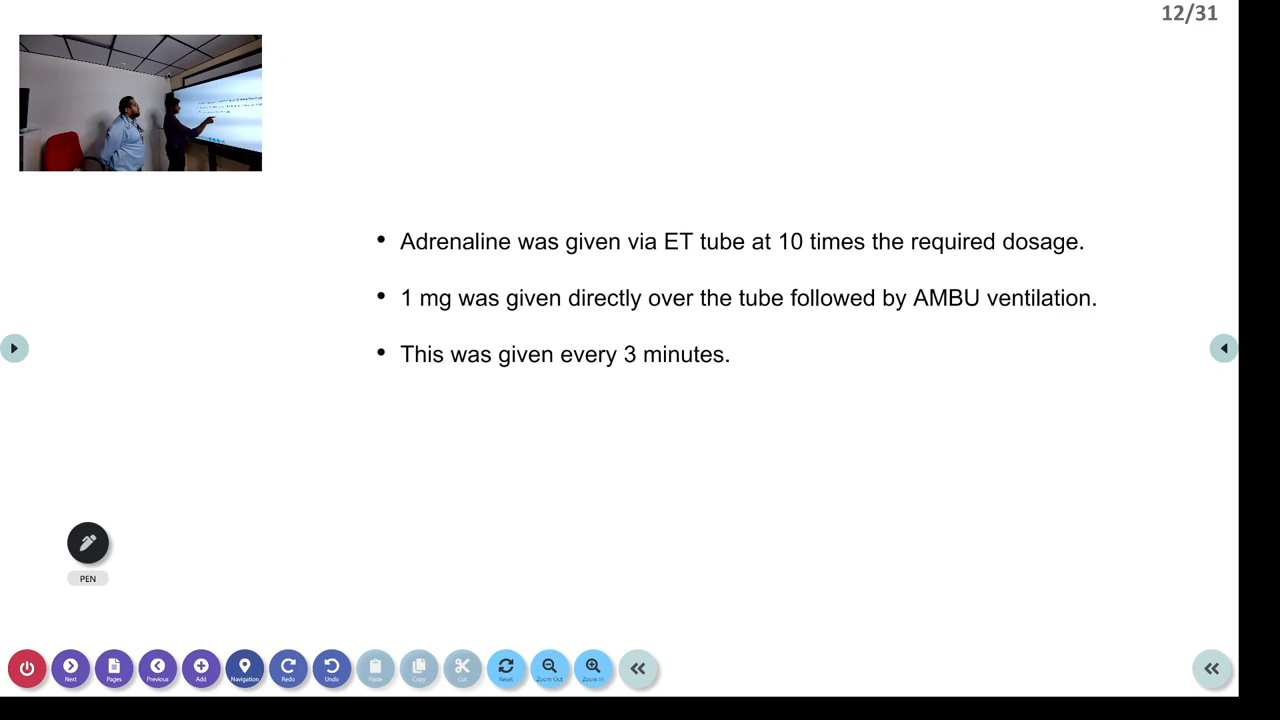 12/31
• Adrenaline was given via ET tube at 10 times the required dosage.
• 1 mg was given directly over the tube followed by AMBU ventilation.
• This was given every 3 minutes.
PEN
Next Pages Previous Add Navigation Redo Undo Paste Copy Cut Reset Zoom Out Zoom In